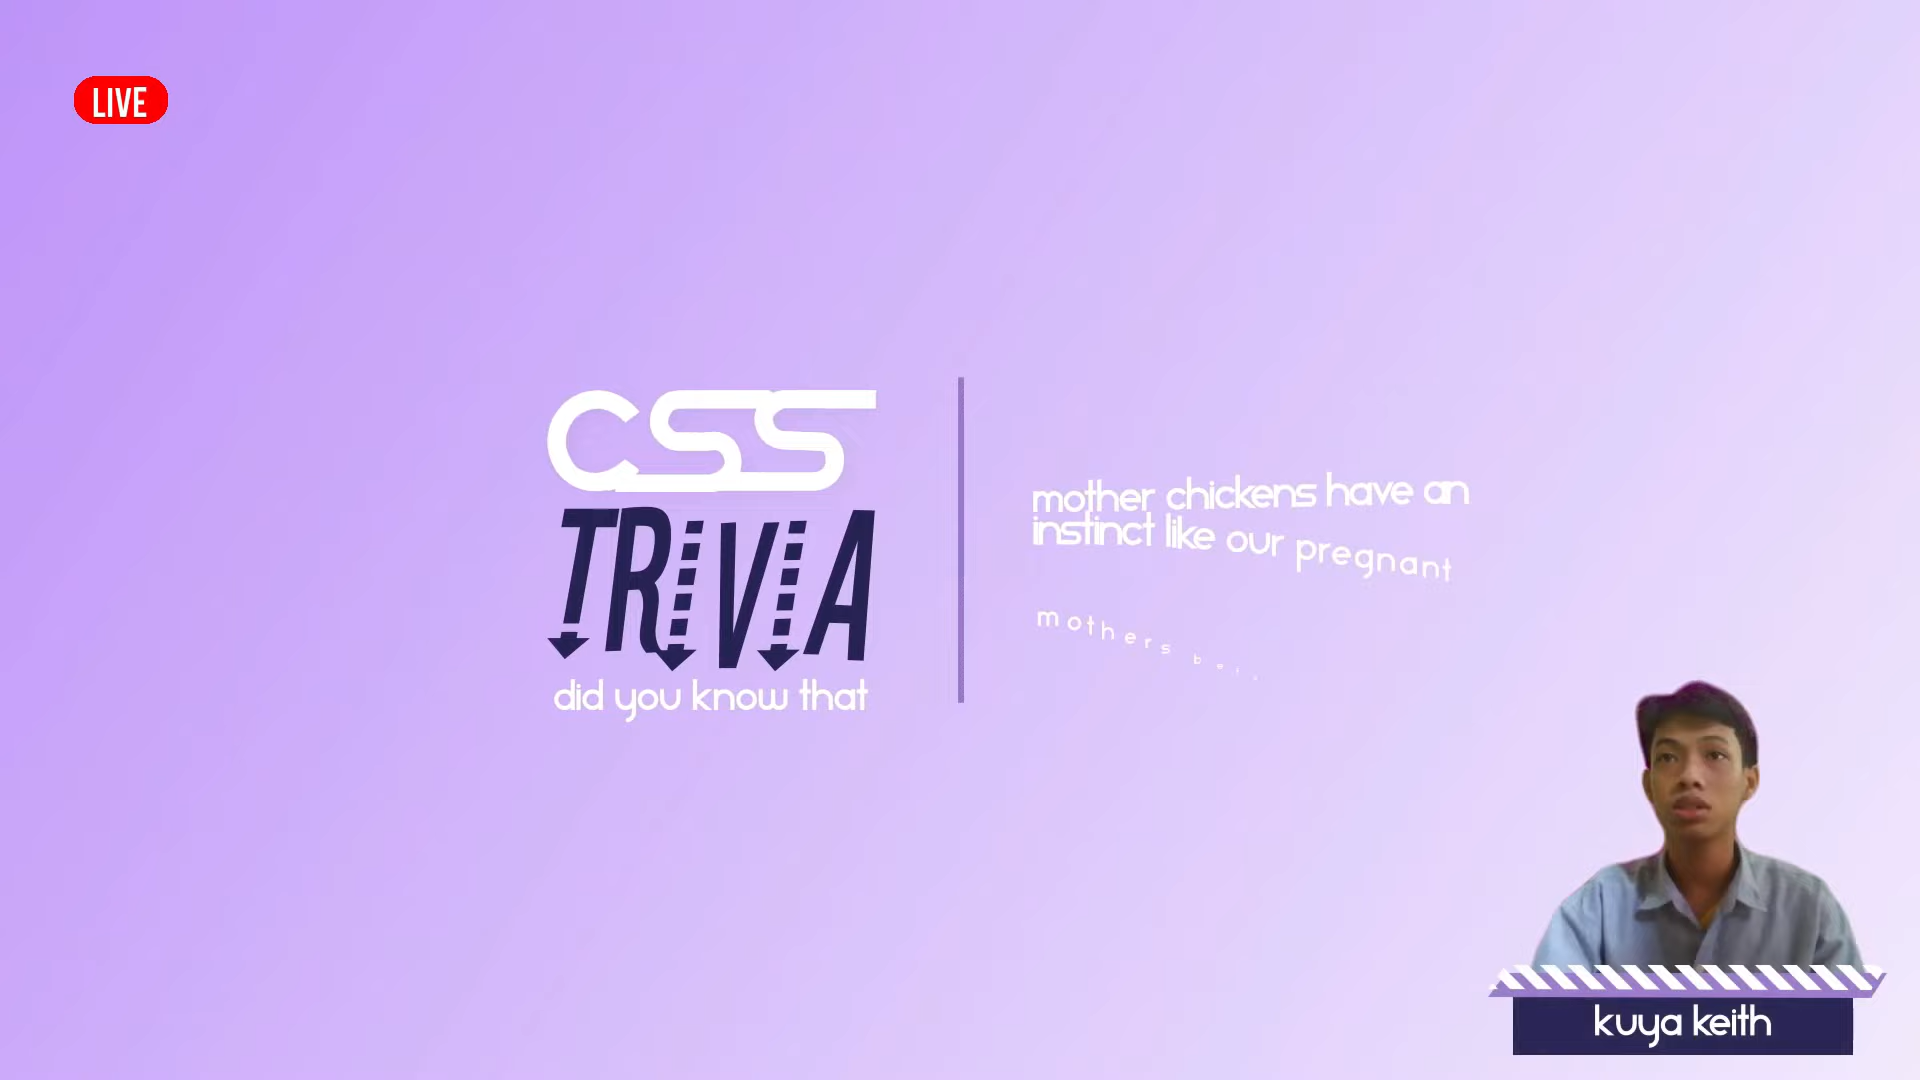 LIVE
css
TRiViA
did you know that
mother chickens have an
instinct like our pregnant
mothers
kuya keith